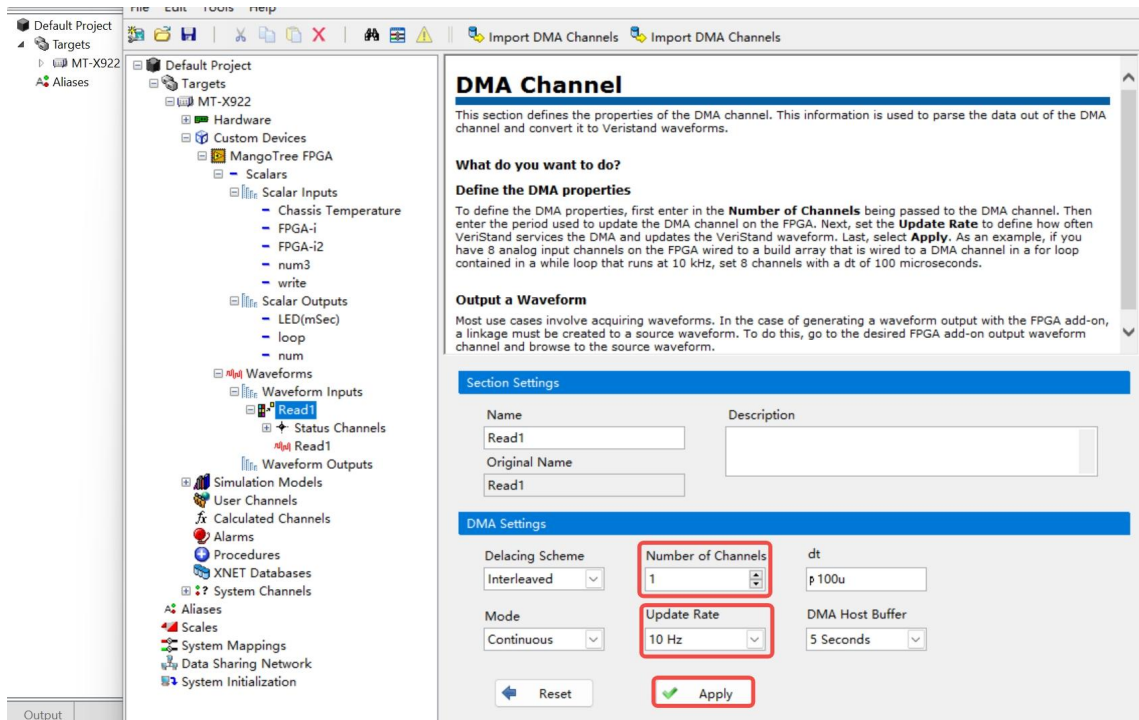 Default Project
Targets
MT-X922
Aliases
Output
File Edit Tools Help
Import DMA Channels Import DMA Channels
Default Project
Targets
MT-X922
Hardware
Custom Devices
MangoTree FPGA
Scalars
Scalar Inputs
Chassis Temperature
FPGA-i
FPGA-i2
num3
write
Scalar Outputs
LED(mSec)
loop
num
Waveforms
Waveform Inputs
Read1
Status Channels
Read1
Waveform Outputs
Simulation Models
User Channels
fx Calculated Channels
Alarms
Procedures
XNET Databases
System Channels
Aliases
Scales
System Mappings
Data Sharing Network
System Initialization
DMA Channel
This section defines the properties of the DMA channel. This information is used to parse the data out of the DMA
channel and convert it to Veristand waveforms.
What do you want to do?
Define the DMA properties
To define the DMA properties, first enter in the Number of Channels being passed to the DMA channel. Then
enter the period used to update the DMA channel on the FPGA. Next, set the Update Rate to define how often
VeriStand services the DMA and updates the VeriStand waveform. Last, select Apply. As an example, if you
have 8 analog input channels on the FPGA wired to a build array that is wired to a DMA channel in a for loop
contained in a while loop that runs at 10 kHz, set 8 channels with a dt of 100 microseconds.
Output a Waveform
Most use cases involve acquiring waveforms. In the case of generating a waveform output with the FPGA add-on,
a linkage must be created to a source waveform. To do this, go to the desired FPGA add-on output waveform
channel and browse to the source waveform.
Section Settings
Name Description
Read1
Original Name
Read1
DMA Settings
Delacing Scheme Number of Channels dt
Interleaved 1 100u
Mode Update Rate DMA Host Buffer
Continuous 10 Hz 5 Seconds
Reset Apply